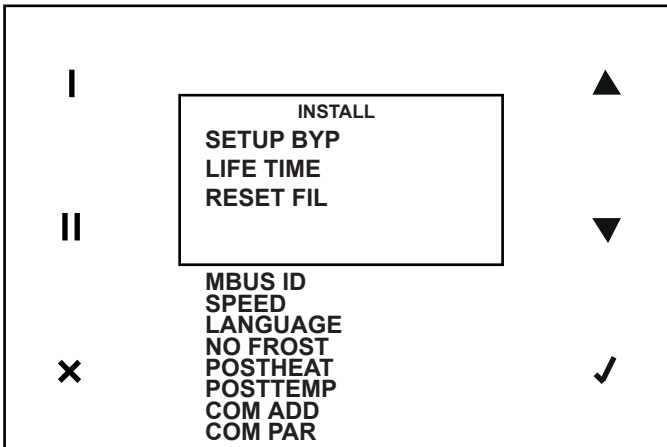 I
INSTALL
SETUP BYP
LIFE TIME
RESET FIL
II
MBUS ID
SPEED
LANGUAGE
NO FROST
POSTHEAT
POSTTEMP
COM ADD
COM PAR